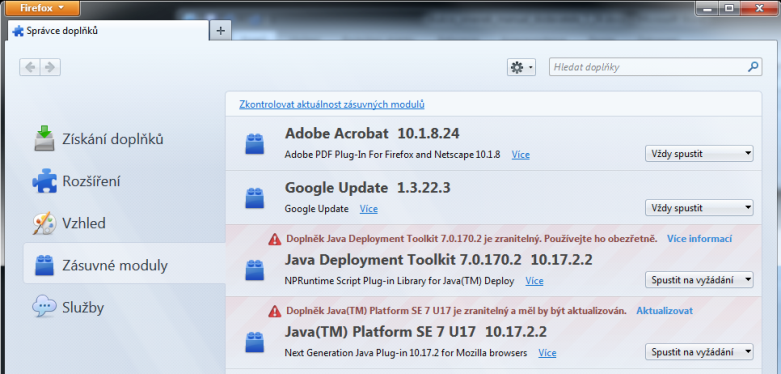 Firefox
Správce doplňků
Hledat doplňky
Zkontrolovat aktuálnost zásuvných modulů
Získání doplňků
Rozšíření
Vzhled
Zásuvné moduly
Služby
Adobe Acrobat 10.1.8.24
Adobe PDF Plug-In For Firefox and Netscape 10.1.8 Více
Vždy spustit
Google Update 1.3.22.3
Google Update Více
Vždy spustit
Doplněk Java Deployment Toolkit 7.0.170.2 je zranitelný. Používejte ho obezřetně. Více informací
Java Deployment Toolkit 7.0.170.2 10.17.2.2
NPRuntime Script Plug-in Library for Java(TM) Deploy Více
Spustit na vyžádání
Doplněk Java(TM) Platform SE 7 U17 je zranitelný a měl by být aktualizován. Aktualizovat
Java(TM) Platform SE 7 U17 10.17.2.2
Next Generation Java Plug-in 10.17.2 for Mozilla browsers Více
Spustit na vyžádání